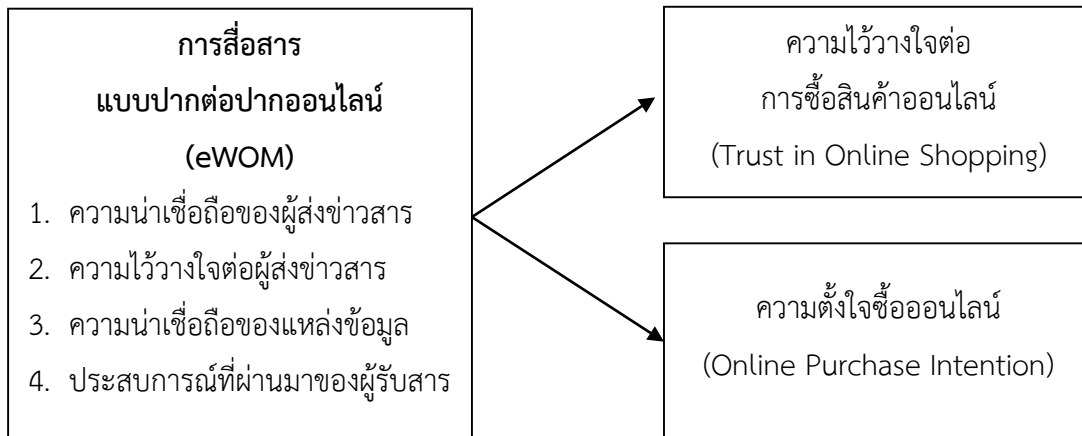 การสื่อสาร
แบบปากต่อปากออนไลน์
(eWOM)
1. ความน่าเชื่อถือของผู้ส่งข่าวสาร
2. ความไว้วางใจต่อผู้ส่งข่าวสาร
3. ความน่าเชื่อถือของแหล่งข้อมูล
4. ประสบการณ์ที่ผ่านมาของผู้รับสาร
ความไว้วางใจต่อ
การซื้อสินค้าออนไลน์
(Trust in Online Shopping)
ความตั้งใจซื้อออนไลน์
(Online Purchase Intention)